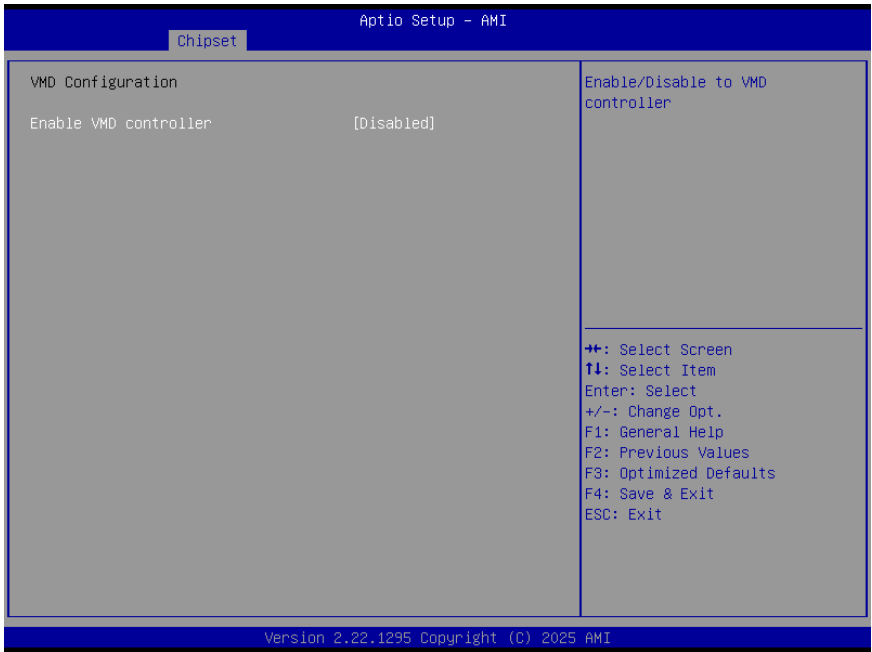 Aptio Setup – AMI
Chipset
VMD Configuration
Enable VMD controller [Disabled]
Enable/Disable to VMD
controller
→←: Select Screen
↑↓: Select Item
Enter: Select
+/-: Change Opt.
F1: General Help
F2: Previous Values
F3: Optimized Defaults
F4: Save & Exit
ESC: Exit
Version 2.22.1295 Copyright (C) 2025 AMI